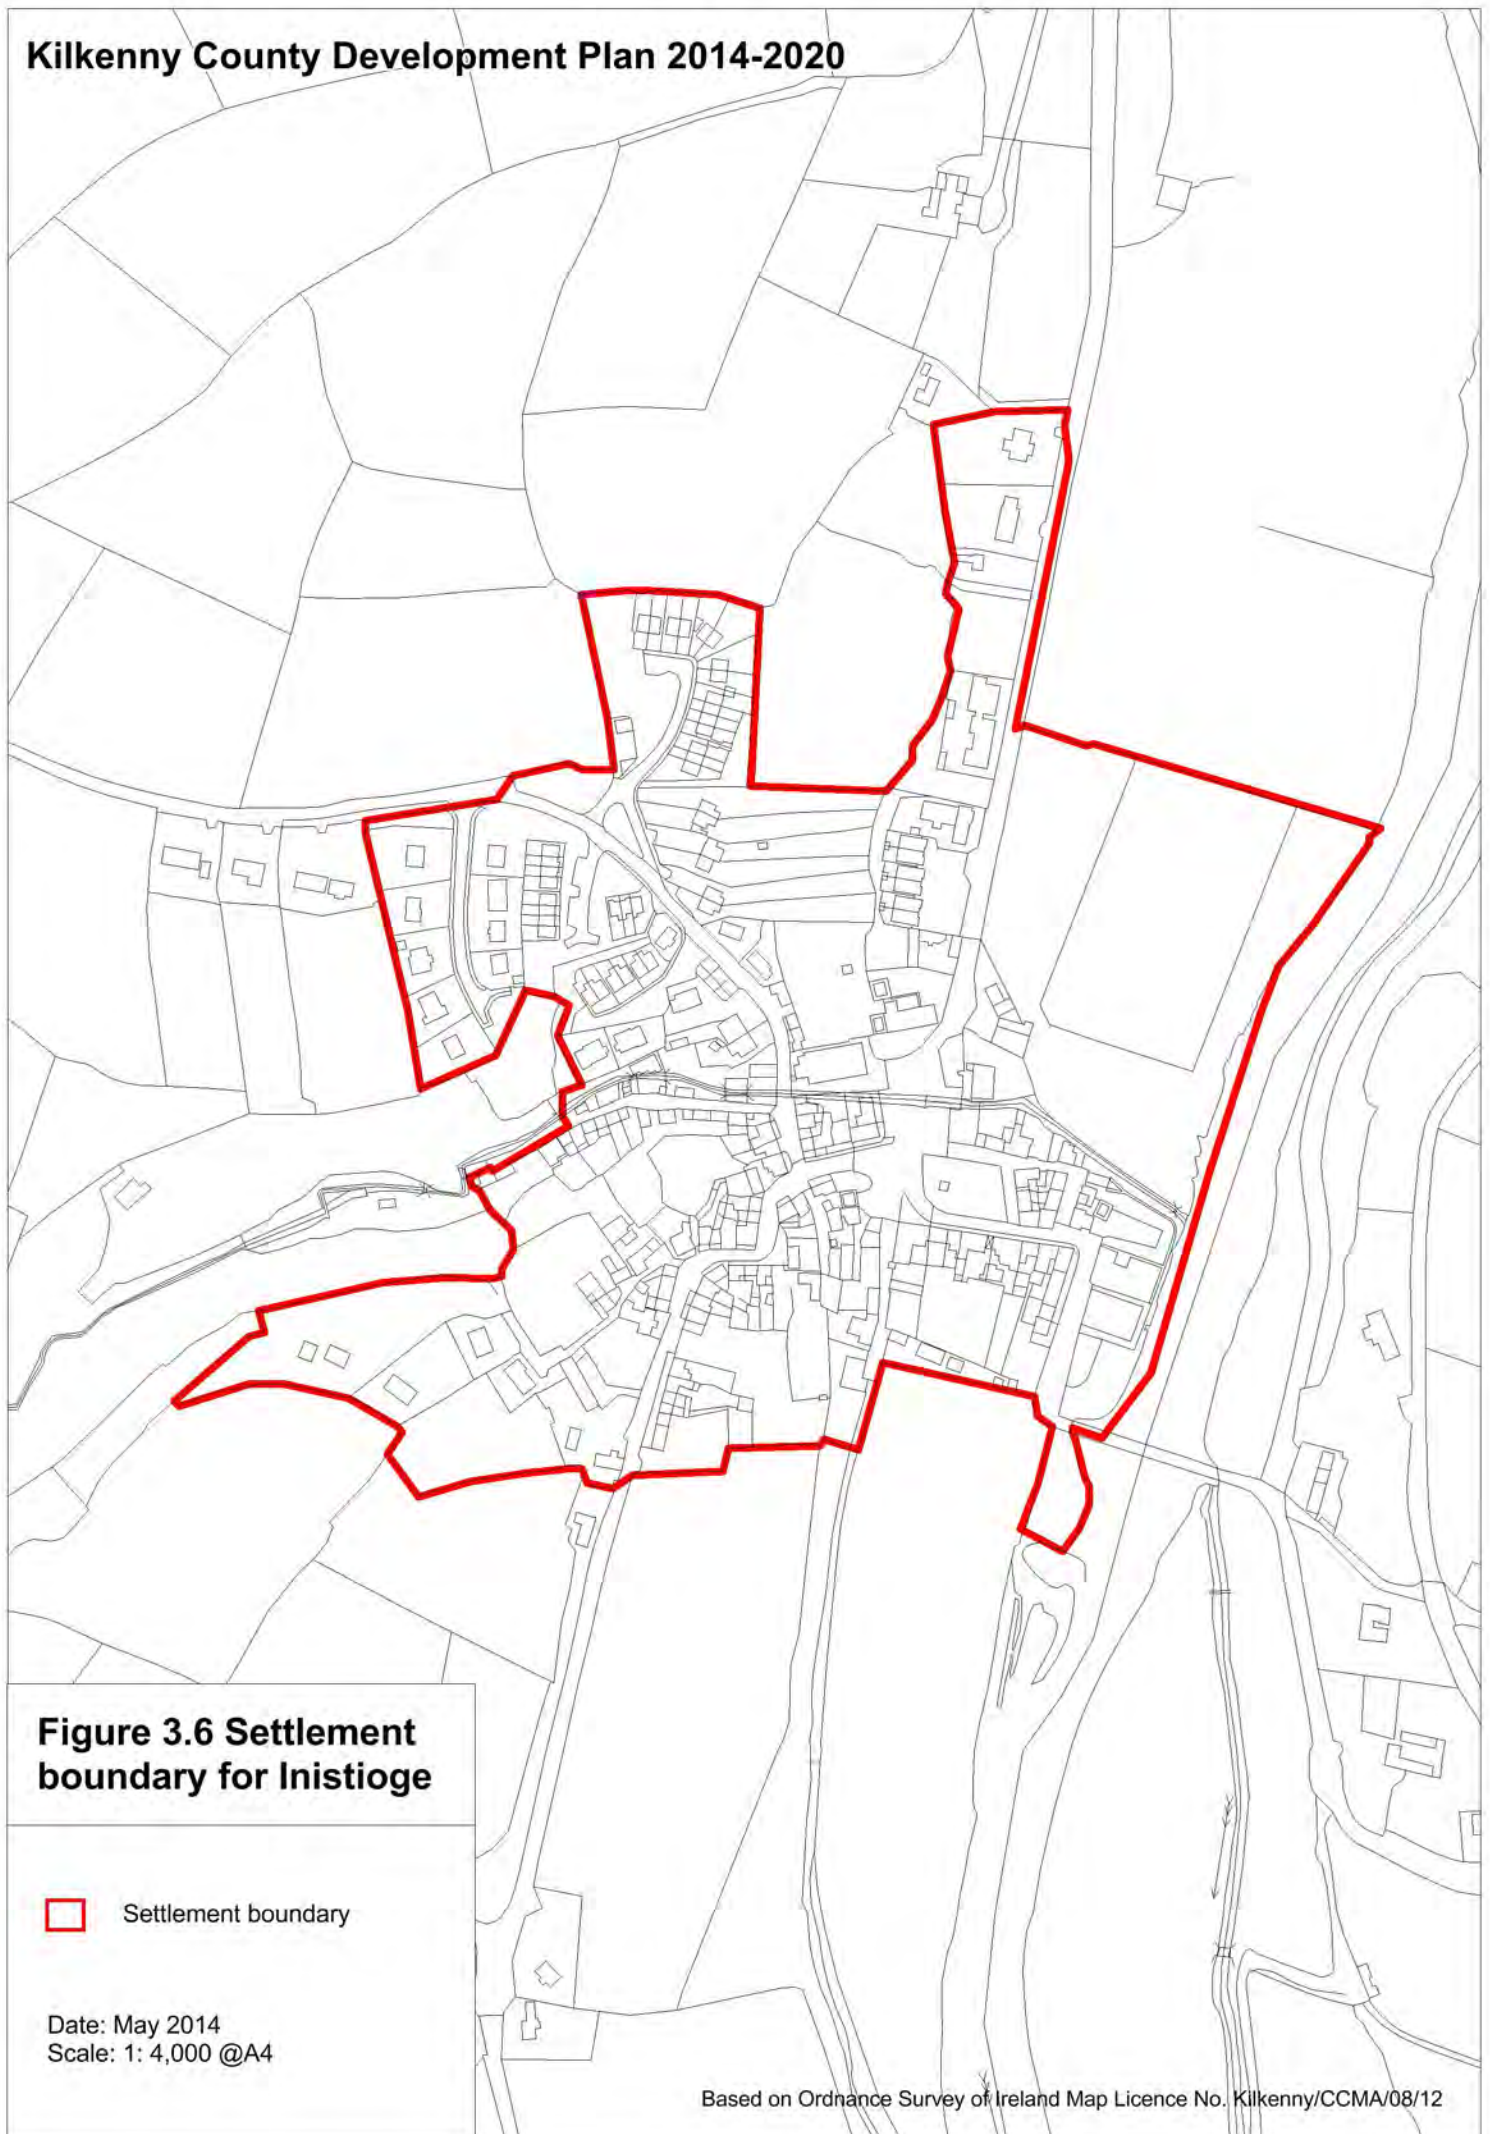 Kilkenny County Development Plan 2014-2020
Figure 3.6 Settlement
boundary for Inistioge
Settlement boundary
Date: May 2014
Scale: 1: 4,000 @A4
Based on Ordnance Survey of Ireland Map Licence No. Kilkenny/CCMA/08/12